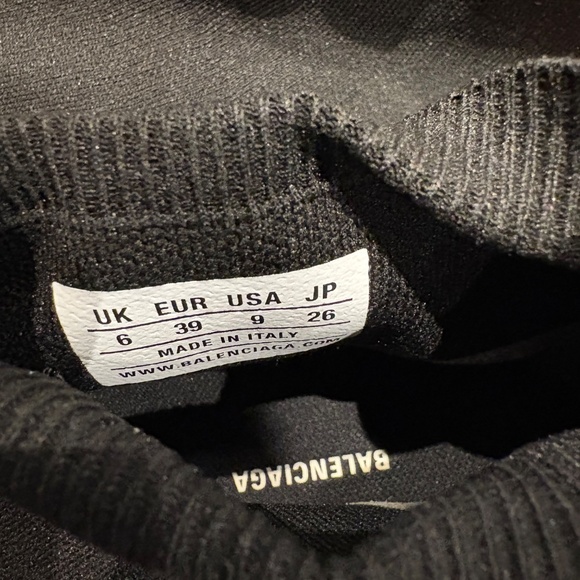 UK EUR USA JP
6 39 9 26
MADE IN ITALY
WWW.BALENCIAGA.COM
BALENCIAGA